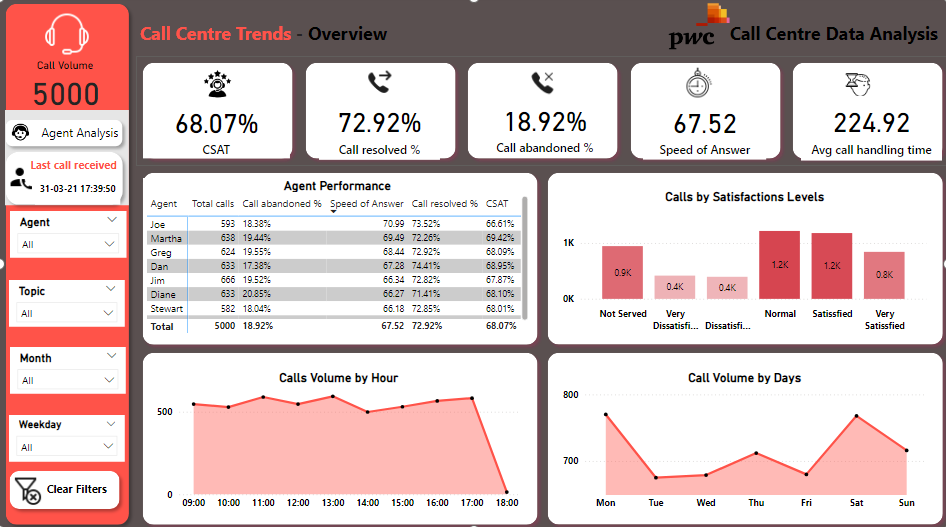 Call Volume
5000
Agent Analysis
Last call received
31-03-21 17:39:50
Agent
All
Topic
All
Month
All
Weekday
All
Clear Filters
Call Centre Trends - Overview
pwc
Call Centre Data Analysis
68.07%
CSAT
72.92%
Call resolved %
18.92%
Call abandoned %
67.52
Speed of Answer
224.92
Avg call handling time
Agent Performance
Agent Total calls Call abandoned % Speed of Answer Call resolved % CSAT
Joe 593 18.38% 70.99 73.52% 66.61%
Martha 638 19.44% 69.49 72.26% 69.42%
Greg 624 19.55% 68.44 72.92% 68.09%
Dan 633 17.38% 67.28 74.41% 68.95%
Jim 666 19.52% 66.34 72.82% 67.87%
Diane 633 20.85% 66.27 71.41% 68.10%
Stewart 582 18.04% 66.18 72.85% 68.01%
Total 5000 18.92% 67.52 72.92% 68.07%
Calls by Satisfactions Levels
1K
0K
0.9K
0.4K
0.4K
1.2K
1.2K
0.8K
Not Served
Very
Dissatisfi...
Dissatisfi...
Normal
Satissfied
Very
Satissfied
Calls Volume by Hour
500
0
09:00 10:00 11:00 12:00 13:00 14:00 15:00 16:00 17:00 18:00
Call Volume by Days
800
700
Mon Tue Wed Thu Fri Sat Sun